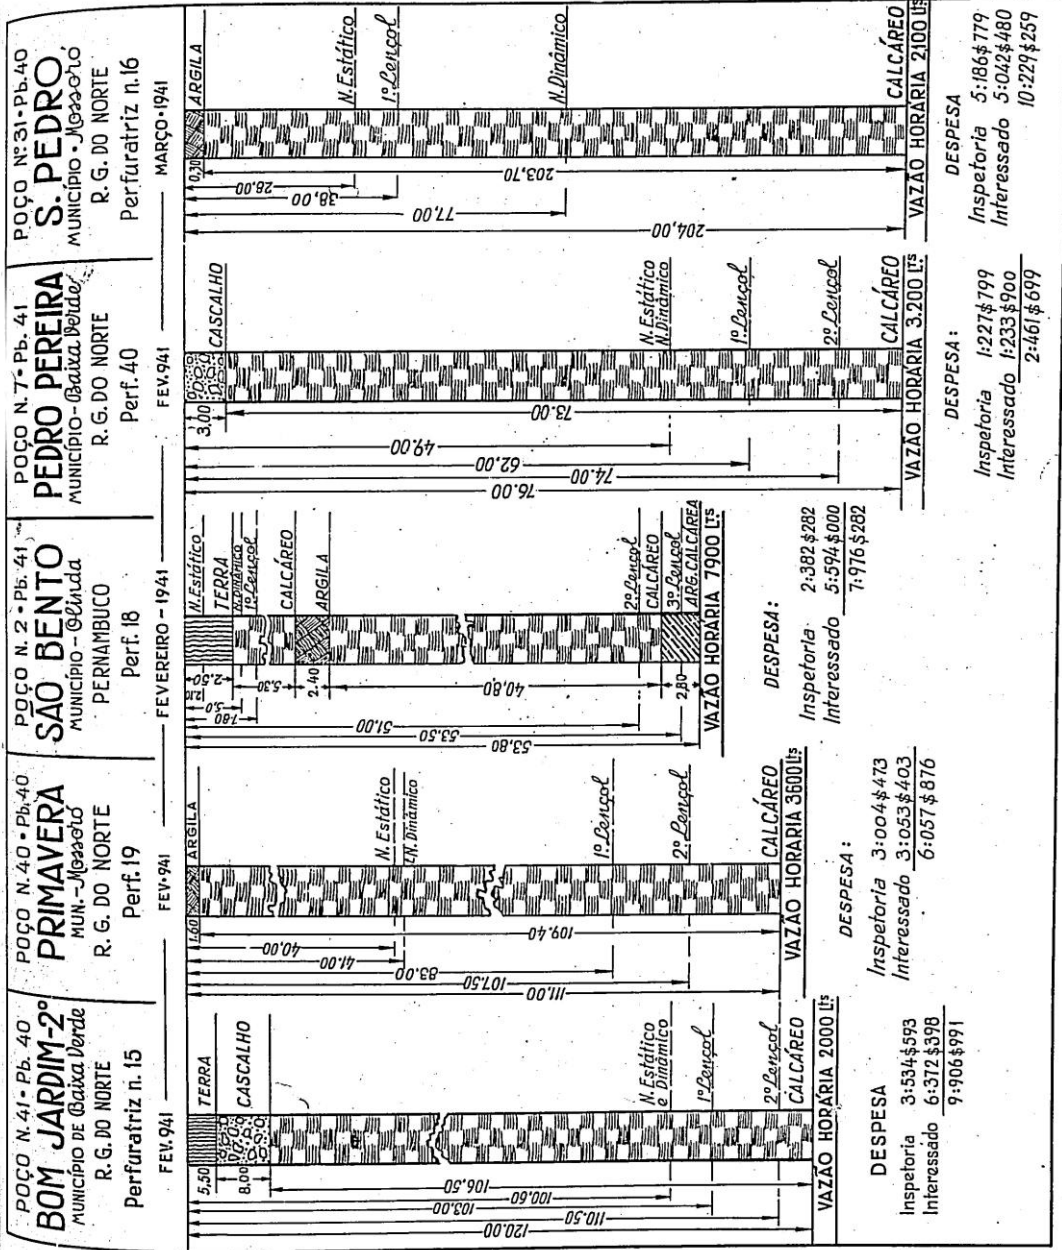 POÇO N. 41 - Pb. 40
BOM JARDIM-2º
MUNICÍPIO DE Baixa Verde
R. G. DO NORTE
Perfuratriz n. 15
FEV. 941
TERRA
CASCALHO
N. Estático
e Dinâmico
1º Lençol
2º Lençol
CALCÁREO
5,50
8,00
106.50
100.60
103.00
110.50
120.00
VAZÃO HORÁRIA 2000 Lts
DESPESA
Inspetoria 3:534$593
Interessado 6:372$398
9:906$991
POÇO N. 40 - Pb. 40
PRIMAVERA
MUN. - Mossoró
R. G. DO NORTE
Perf. 19
FEV-941
ARGILA
N. Estático
N. Dinâmico
1º Lençol
2º Lençol
CALCÁREO
1,60
109.40
40,00
41,00
83.00
107.50
111,00
VAZÃO HORARIA 3600 Lts
DESPESA:
Inspetoria 3:004$473
Interessado 3:053$403
6:057$876
POÇO N. 2 - Pb. 41
SÃO BENTO
MUNICÍPIO - Olinda
PERNAMBUCO
Perf. 18
FEVEREIRO - 1941
N. Estático
TERRA
N. DINÂMICO
1º Lençol
CALCÁREO
ARGILA
2º Lençol
CALCÁREO
3º Lençol
ARG. CALCÁREA
2.50
5,30
2.40
40,80
2,80
2,10
5,0
7.80
51.00
53.50
53,80
VAZÃO HORÁRIA 7900 LTS
DESPESA:
Inspetoria 2:382$282
Interessado 5:594$000
7:976$282
POÇO N. 7 - Pb. 41
PEDRO PEREIRA
MUNICÍPIO - Baixa Verde
R. G. DO NORTE
Perf. 40
FEV. 941
CASCALHO
N. Estático
N. Dinâmico
1º Lençol
2º Lençol
CALCÁREO
3,00
73.00
49.00
62.00
74.00
76.00
VAZÃO HORÁRIA 3.200 LTS
DESPESA:
Inspetoria 1:227$799
Interessado 1:233$900
2:461$699
POÇO Nº 31 - Pb. 40
S. PEDRO
MUNICÍPIO - Mossoró
R. G. DO NORTE
Perfuratriz n. 16
MARÇO - 1941
ARGILA
N. Estático
1º Lençol
N. Dinâmico
CALCÁREO
0,30
203,70
28,00
38,00
77,00
204,00
VAZÃO HORÁRIA 2100 Lts
DESPESA
Inspetoria 5:186$779
Interessado 5:042$480
10:229$259